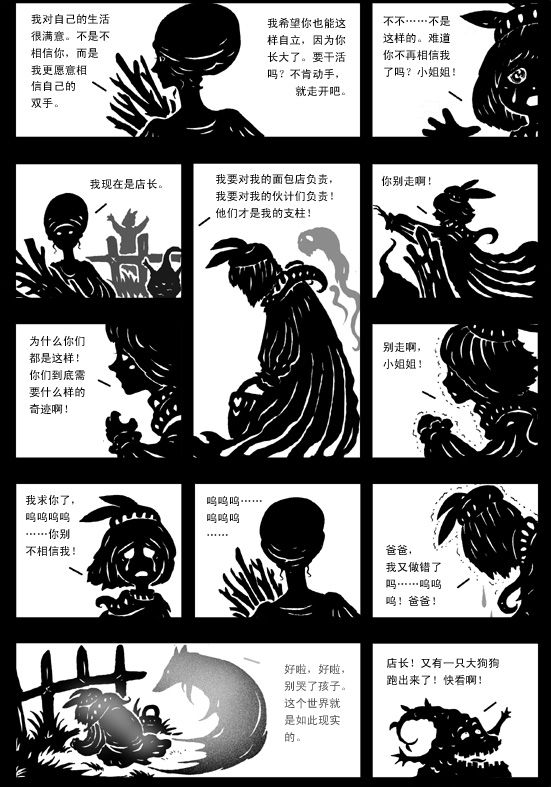 我对自己的生活
很满意。不是不
相信你，而是
我更愿意相
信自己的
双手。
我希望你也能这
样自立，因为你
长大了。要干活
吗？不肯动手，
就走开吧。
不不……不是
这样的。难道
你不再相信我
了吗？小姐姐！
我现在是店长。
我要对我的面包店负责，
我要对我的伙计们负责！
他们才是我的支柱！
你别走啊！
为什么你们
都是这样！
你们到底需
要什么样的
奇迹啊！
别走啊，
小姐姐！
我求你了，
呜呜呜呜
……你别
不相信我！
呜呜呜……
呜呜呜
……
爸爸，
我又做错了
吗……呜呜
呜！爸爸！
好啦，好啦，
别哭了孩子。
这个世界就
是如此现实
的。
店长！又有一只大狗狗
跑出来了！快看啊！